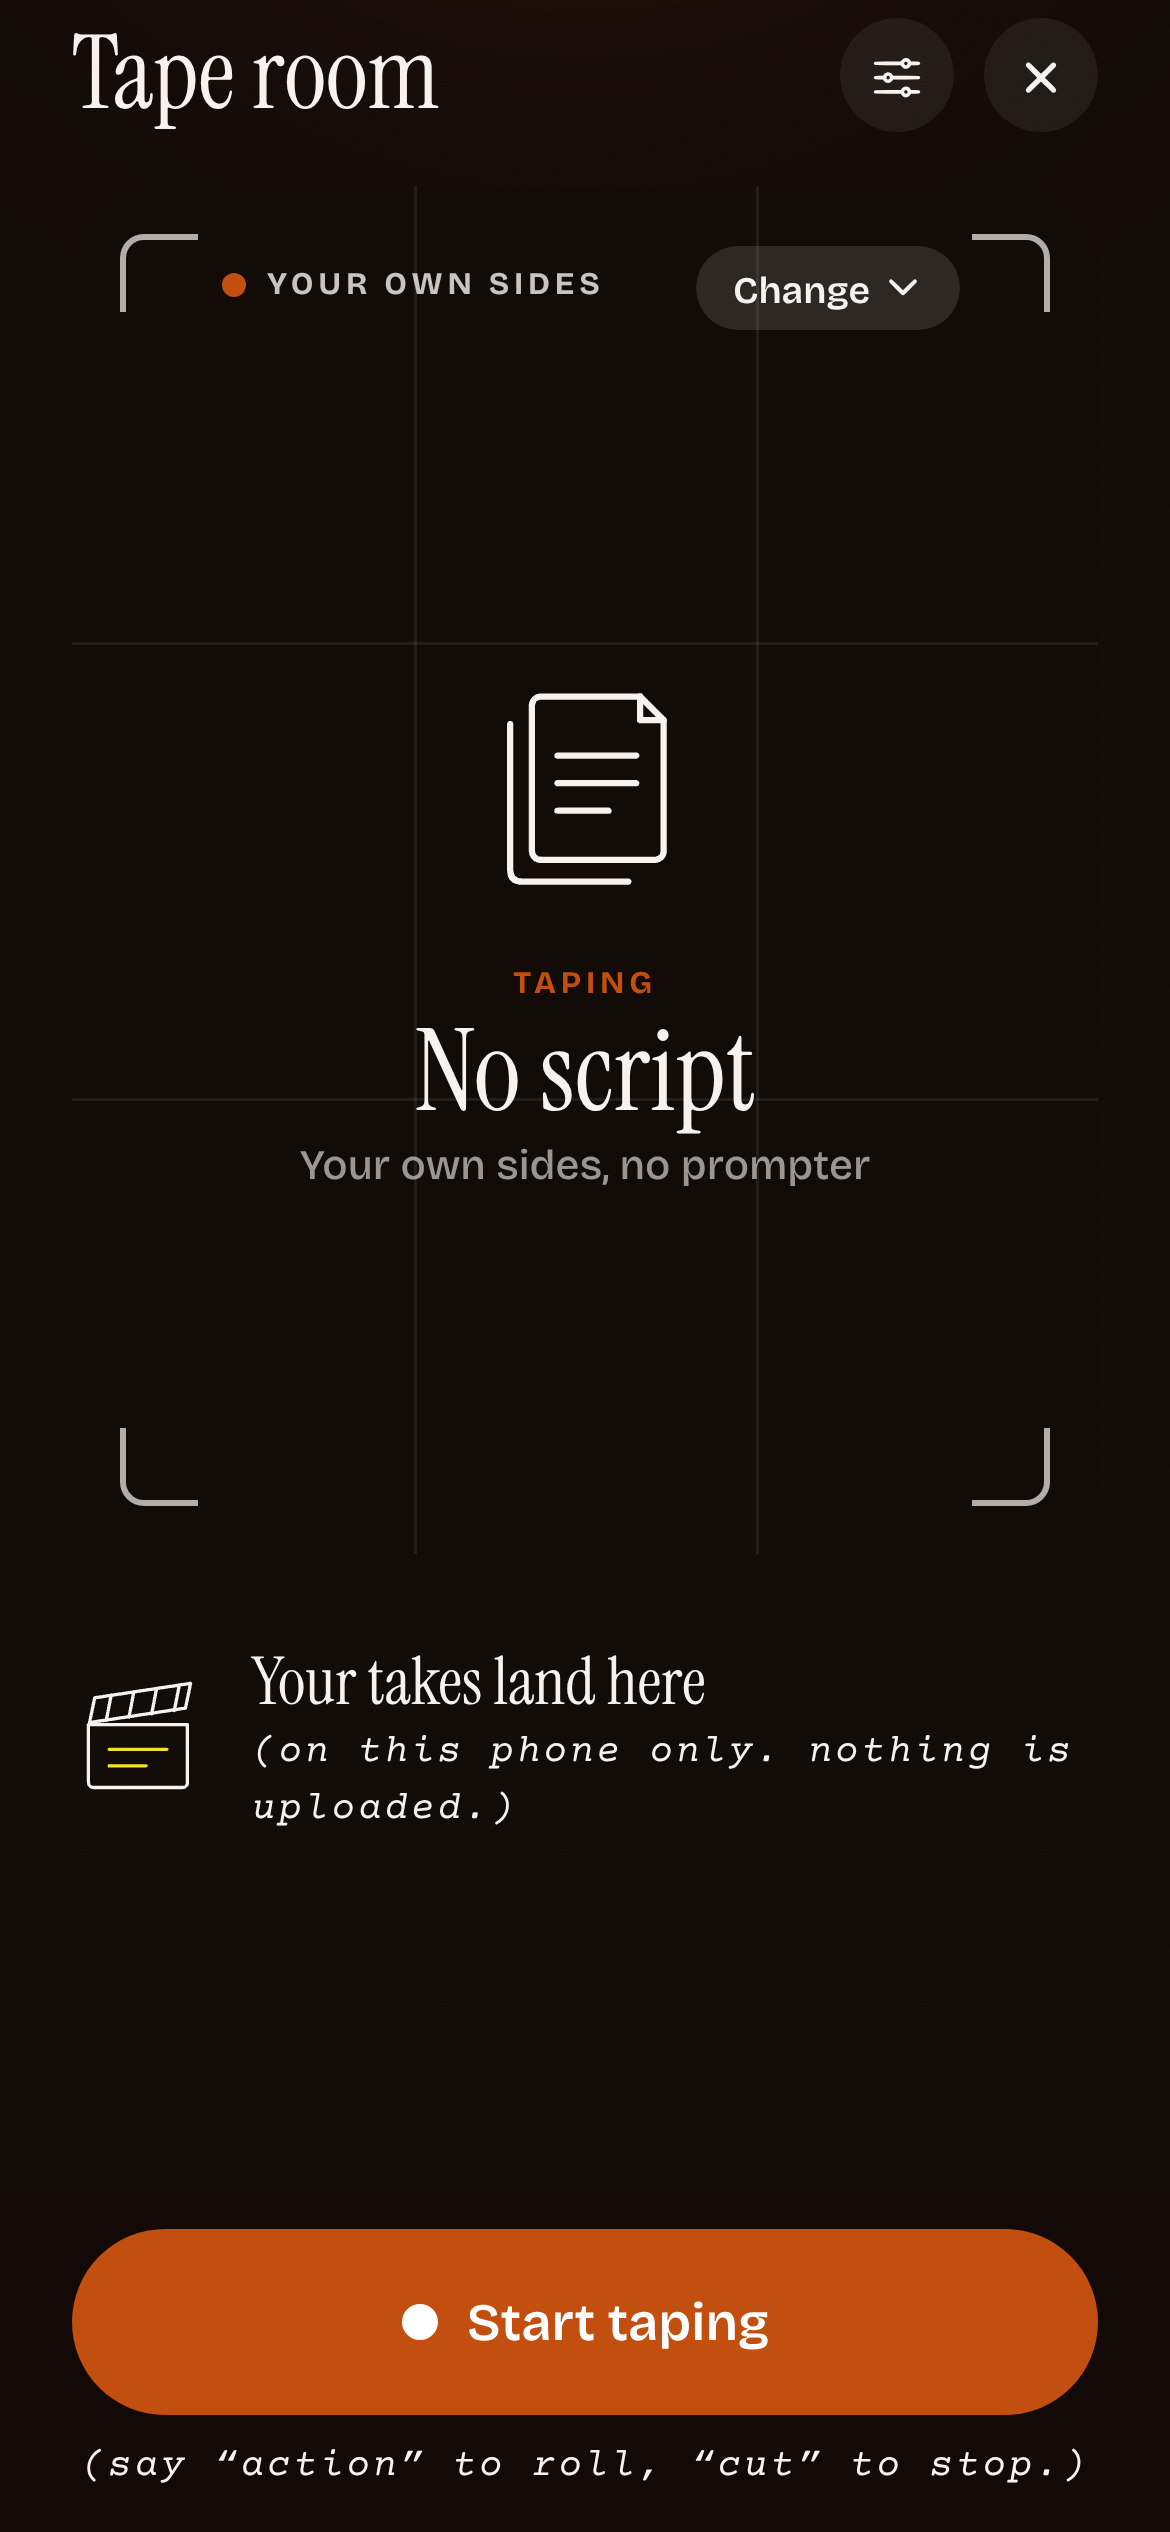 Tape room
YOUR OWN SIDES
Change
TAPING
No script
Your own sides, no prompter
Your takes land here
(on this phone only. nothing is
uploaded.)
Start taping
(say “action” to roll, “cut” to stop.)